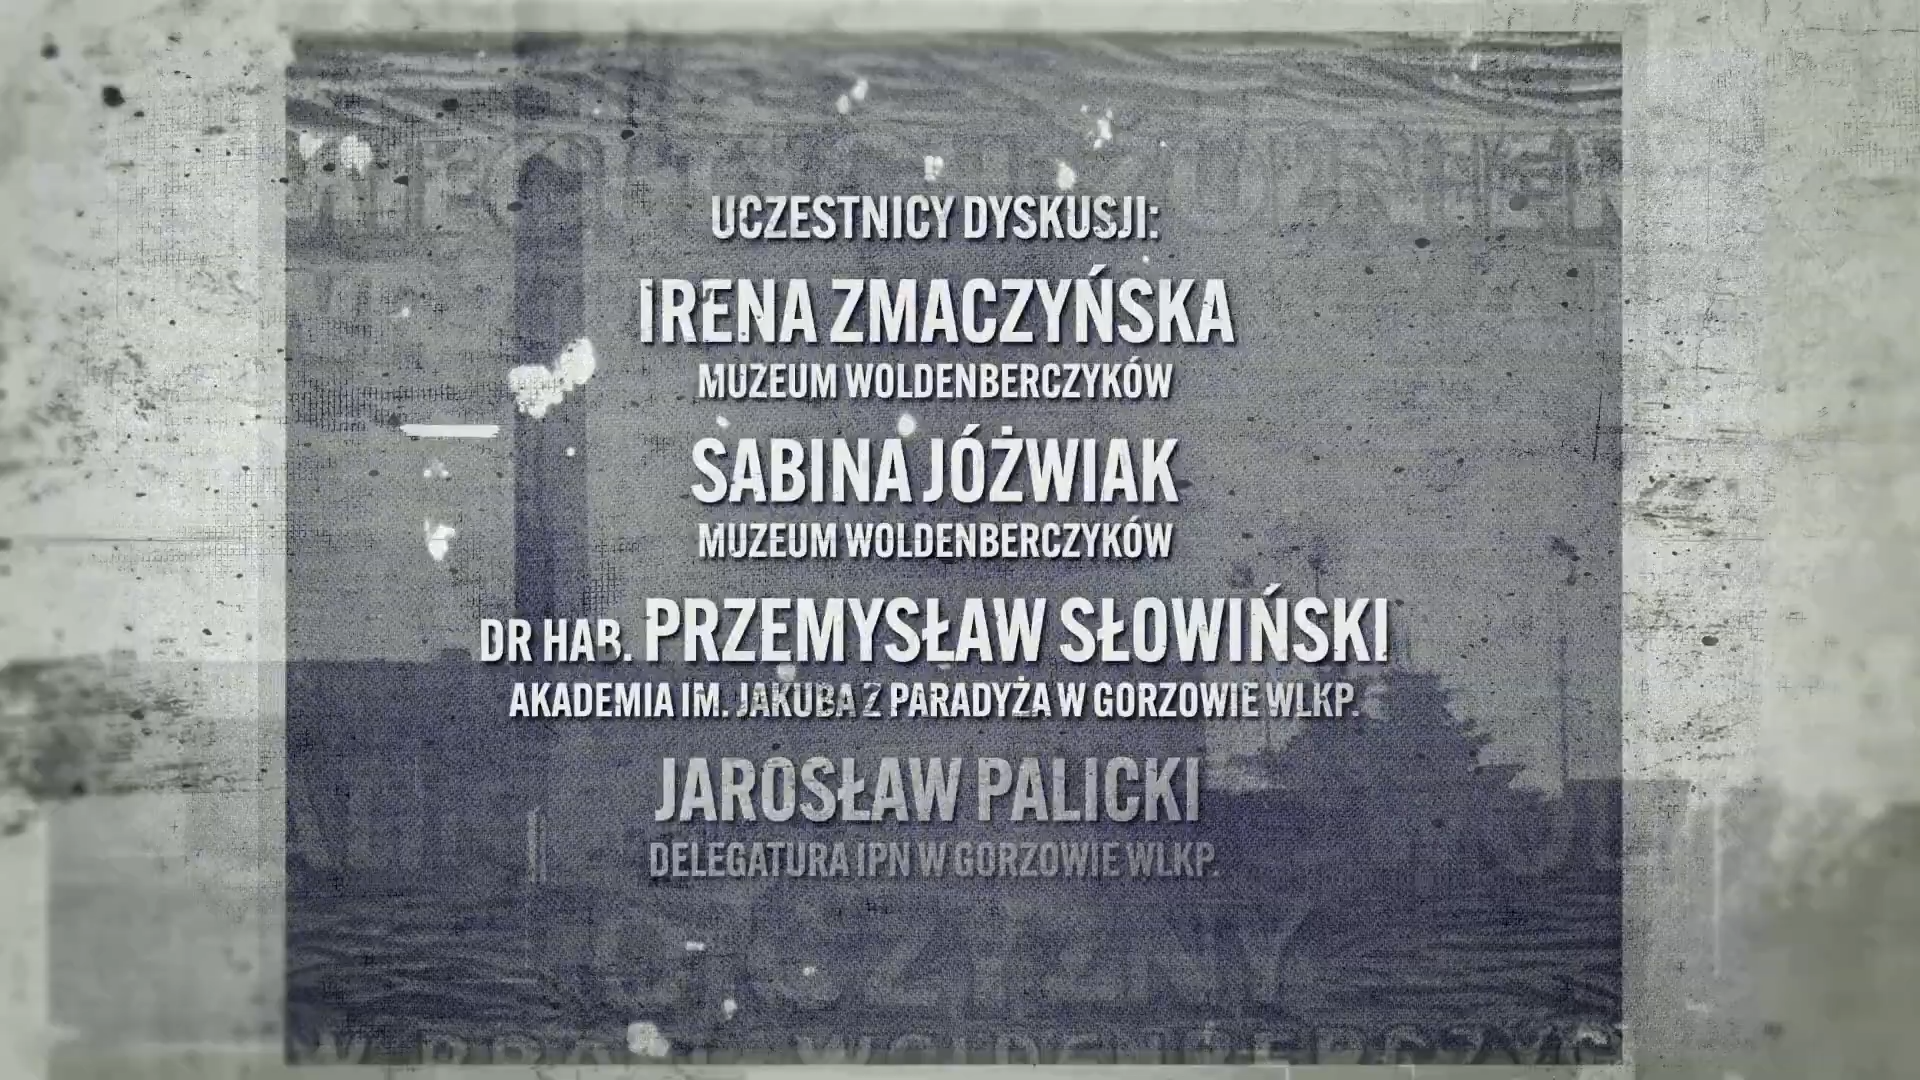 UCZESTNICY DYSKUSJI:
IRENA ZMACZYŃSKA
MUZEUM WOLDENBERCZYKÓW
SABINA JÓŻWIAK
MUZEUM WOLDENBERCZYKÓW
DR HAB. PRZEMYSŁAW SŁOWIŃSKI
AKADEMIA IM. JAKUBA Z PARADYŻA W GORZOWIE WLKP.
JAROSŁAW PALICKI
DELEGATURA IPN W GORZOWIE WLKP.